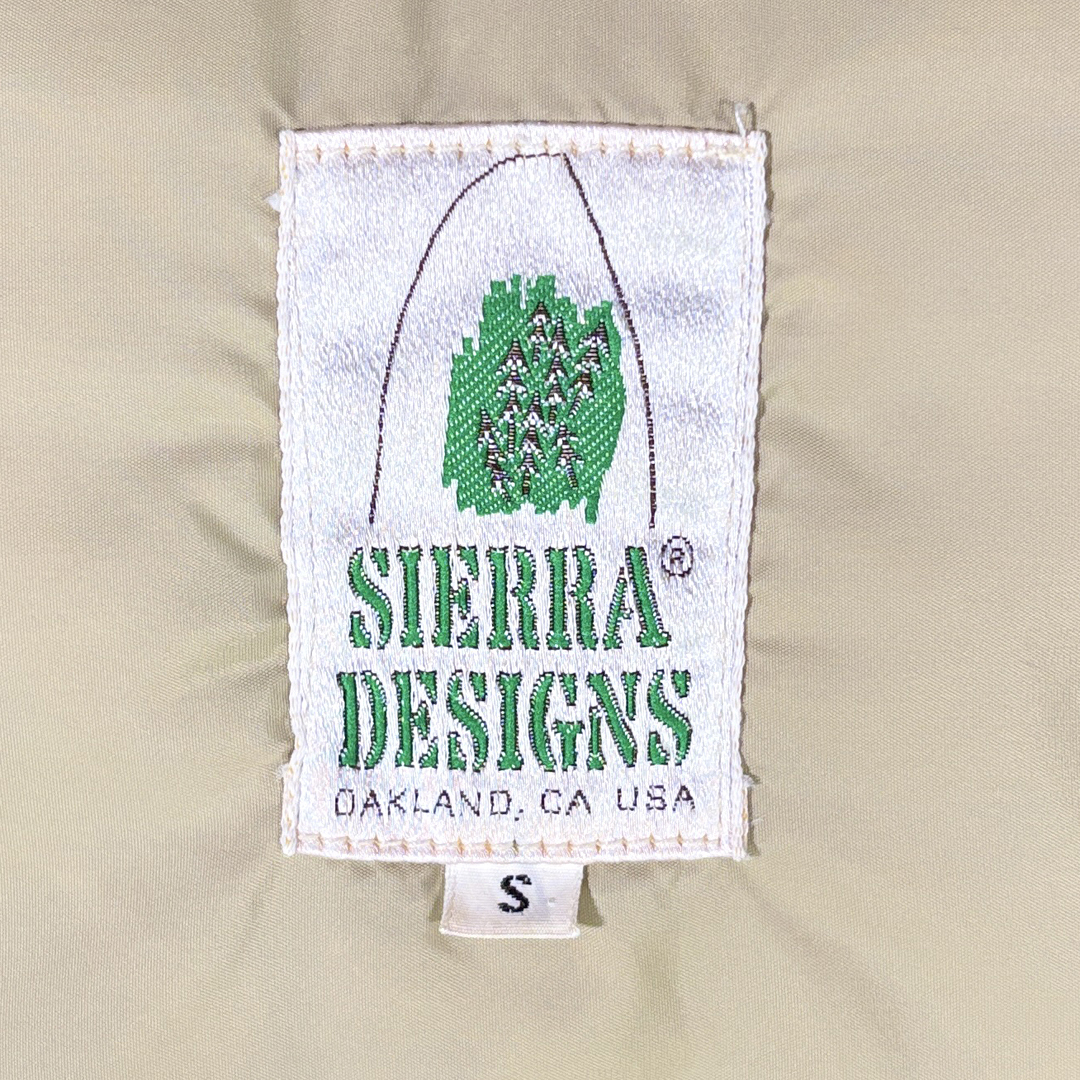 SIERRA®
DESIGNS
OAKLAND, CA USA
S